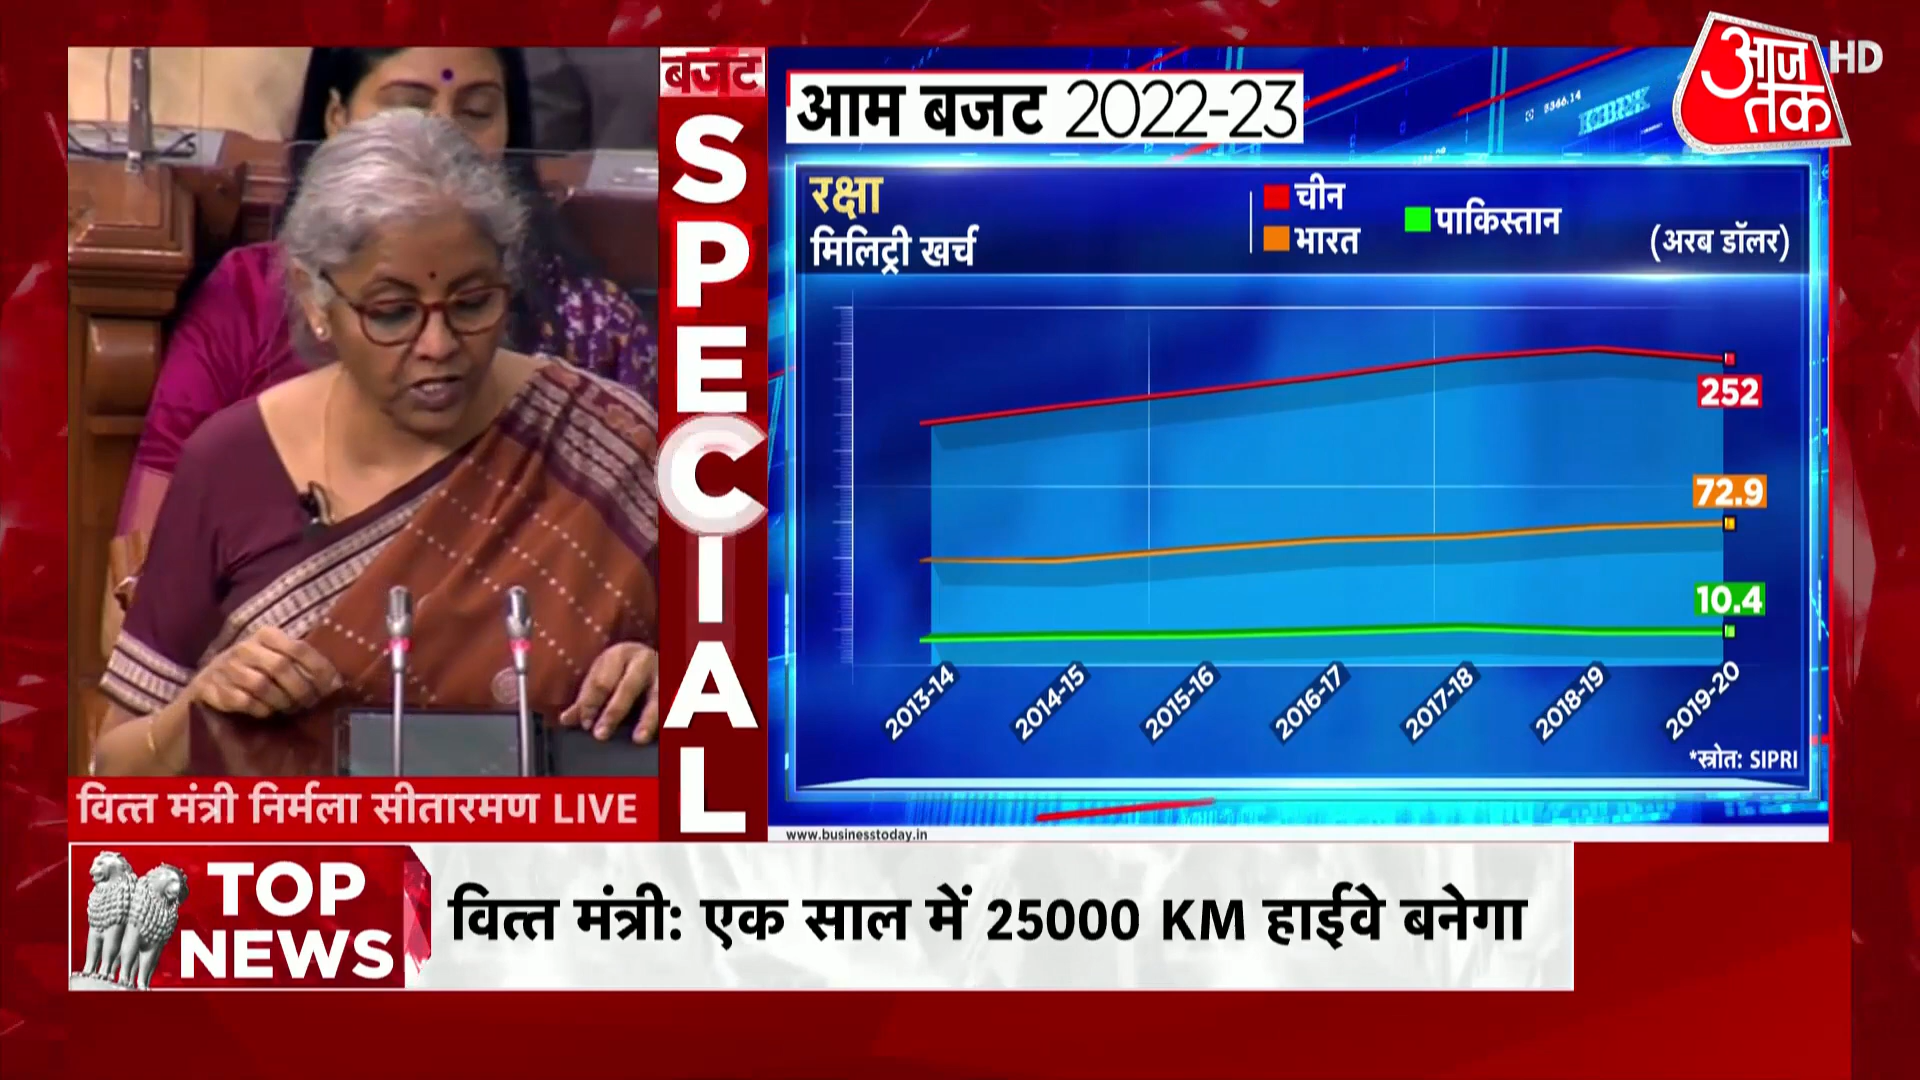 आज तक
HD
बजट
SPECIAL
आम बजट 2022-23
रक्षा
मिलिट्री खर्च
चीन
भारत
पाकिस्तान
(अरब डॉलर)
252
72.9
10.4
2013-14
2014-15
2015-16
2016-17
2017-18
2018-19
2019-20
*स्रोत: SIPRI
5346.14
www.businesstoday.in
वित्त मंत्री निर्मला सीतारमण LIVE
TOP
NEWS
वित्त मंत्री: एक साल में 25000 KM हाईवे बनेगा